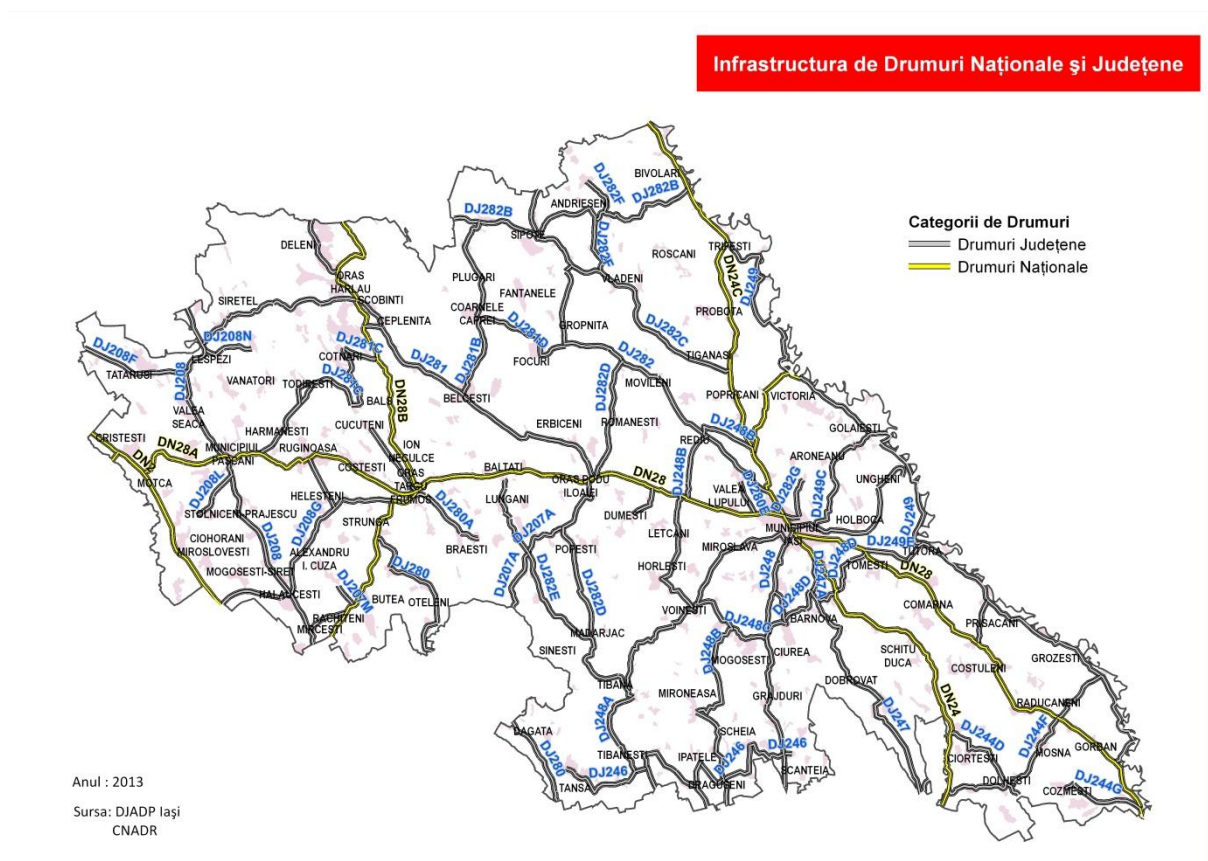 Infrastructura de Drumuri Naționale și Județene
BIVOLARI
DJ282F
DJ282B
ANDRIESENI
DJ282B
Categorii de Drumuri
Drumuri Județene
Drumuri Naționale
SIPOTE
DELENI
DJ282F
TRIFESTI
ROSCANI
DN24C
DJ249
ORAS
HARLAU
PLUGARI
VLADENI
FANTANELE
SIRETEL
SCOBINTI
COARNELE
CAPREI
PROBOTA
CEPLENITA
GROPNITA
DJ281D
DJ282C
DJ208N
DJ281C
DJ208F
LESPEZI
COTNARI
FOCURI
DJ282
TIGANASI
TATARUSI
DJ208
DJ281
DJ281B
VANATORI
TODIRESTI
DJ281C
DJ282D
MOVILENI
BALS
BELCESTI
POPRICANI
VICTORIA
VALEA
SEACA
DN28B
CUCUTENI
ERBICENI
ROMANESTI
GOLAIESTI
CRISTESTI
DN28A
HARMANESTI
REDIU
DJ248B
MUNICIPIUL
PASCANI
RUGINOASA
ION
NECULCE
ARONEANU
DN2
COSTESTI
ORAS
TARGU
FRUMOS
BALTATI
DN28
DJ248B
MOTCA
ORAS PODU
ILOAIEI
VALEA
LUPULUI
DJ280E
DJ282G
DJ249C
UNGHENI
DJ208L
HELESTENI
LUNGANI
STOLNICENI-PRAJESCU
DJ208G
STRUNGA
DJ280A
DUMESTI
HOLBOCA
DJ249
MUNICIPIUL
IASI
LETCANI
DJ207A
CIOHORANI
DJ208
BRAESTI
POPESTI
MIROSLAVA
DJ249E
TUTORA
MIROSLOVESTI
ALEXANDRU
I. CUZA
DJ248D
TOMESTI
DN28
MOGOSESTI-SIRET
DJ280
HORLESTI
DJ248
DJ247A
HALAUCESTI
DJ207M
BUTEA
OTELENI
DJ207A
DJ282E
DJ282D
DJ248D
COMARNA
RACHITENI
MIRCESTI
VOINESTI
BARNOVA
PRISACANI
MADARJAC
DJ248C
DJ248B
SINESTI
CIUREA
MOGOSESTI
SCHITU
DUCA
GROZESTI
COSTULENI
TIBANA
MIRONEASA
GRAJDURI
DOBROVAT
RADUCANENI
DJ248A
DN24
DJ247
DAGATA
SCHEIA
DJ244D
DJ244F
MOSNA
GORBAN
DJ280
TIBANESTI
IPATELE
DJ246
DJ246
CIORTESTI
TANSA
DJ246
DRAGUSENI
SCANTEIA
DOLHESTI
DJ244G
COZMESTI
Anul : 2013
Sursa: DJADP Iași
CNADR